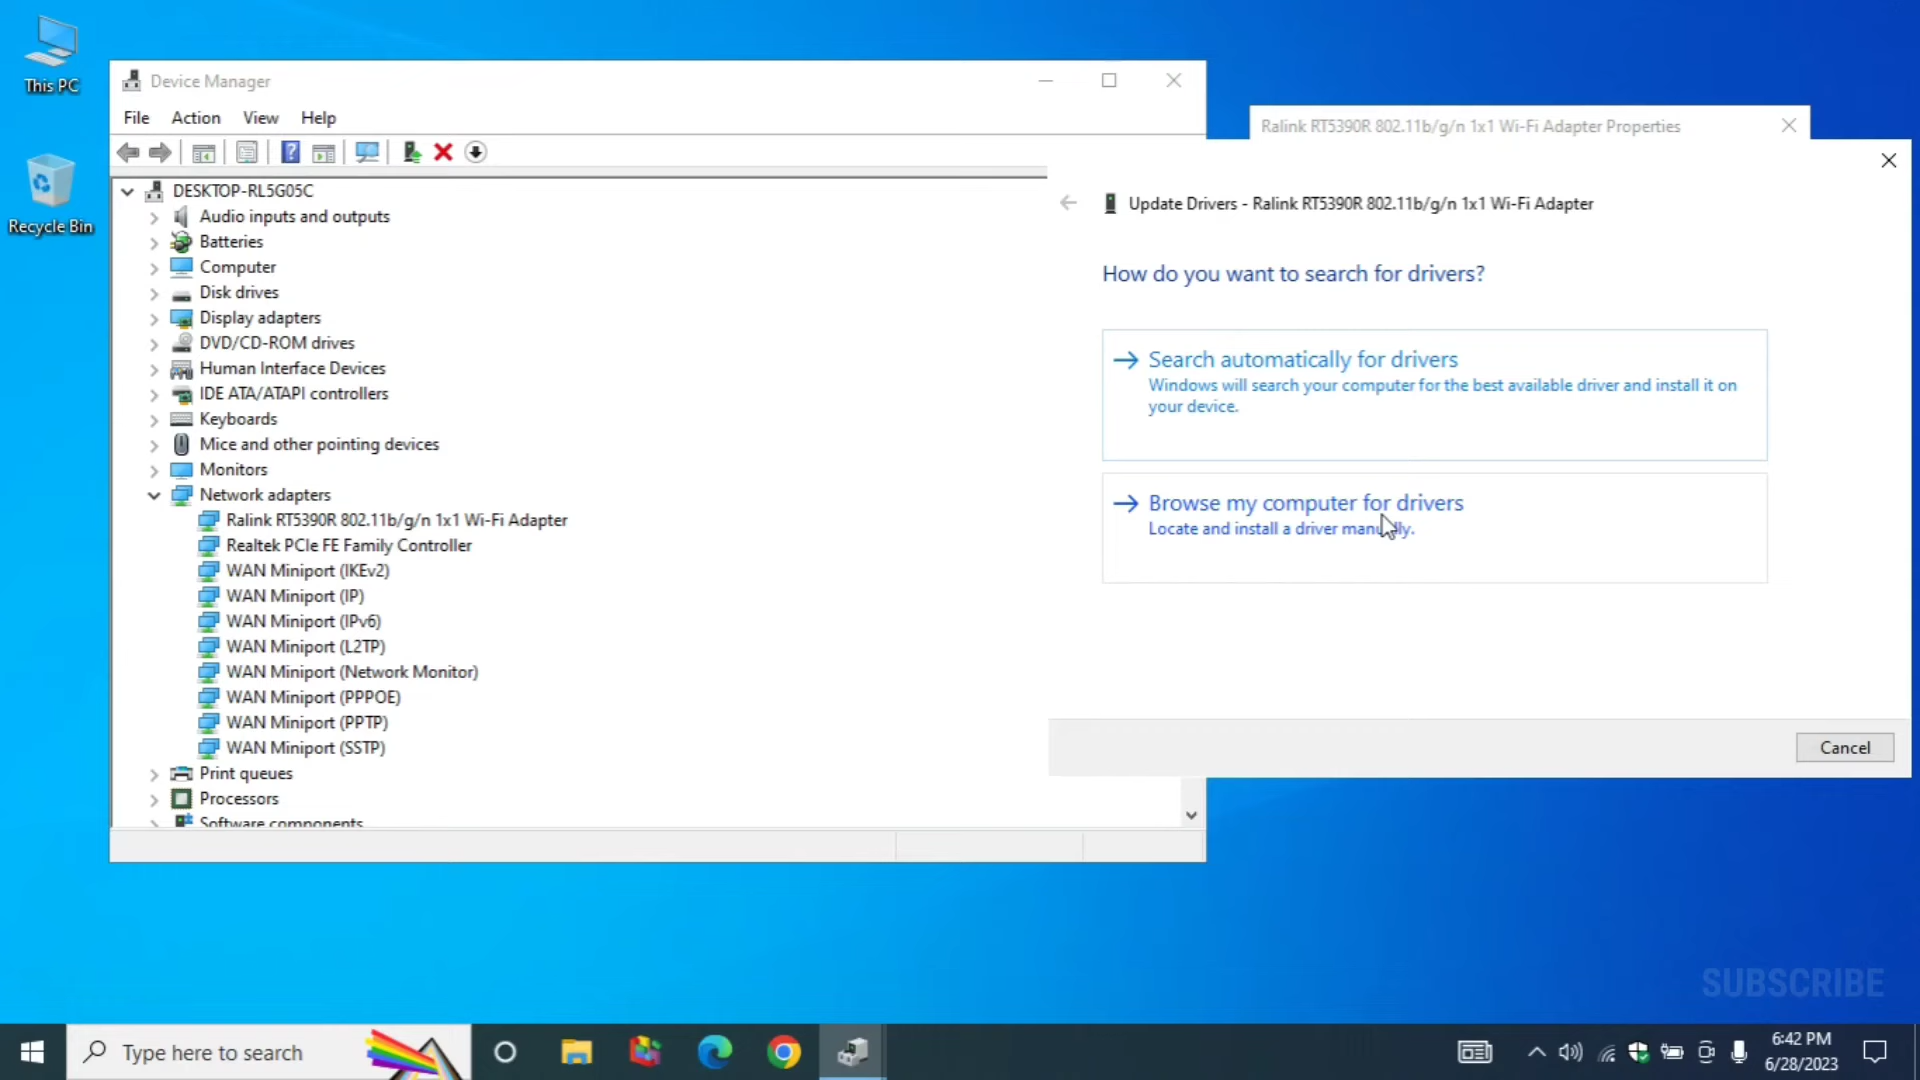 This PC
Recycle Bin
Device Manager
File Action View Help
DESKTOP-RL5G05C
Audio inputs and outputs
Batteries
Computer
Disk drives
Display adapters
DVD/CD-ROM drives
Human Interface Devices
IDE ATA/ATAPI controllers
Keyboards
Mice and other pointing devices
Monitors
Network adapters
Ralink RT5390R 802.11b/g/n 1x1 Wi-Fi Adapter
Realtek PCIe FE Family Controller
WAN Miniport (IKEv2)
WAN Miniport (IP)
WAN Miniport (IPv6)
WAN Miniport (L2TP)
WAN Miniport (Network Monitor)
WAN Miniport (PPPOE)
WAN Miniport (PPTP)
WAN Miniport (SSTP)
Print queues
Processors
Software components
Ralink RT5390R 802.11b/g/n 1x1 Wi-Fi Adapter Properties
Update Drivers - Ralink RT5390R 802.11b/g/n 1x1 Wi-Fi Adapter
How do you want to search for drivers?
Search automatically for drivers
Windows will search your computer for the best available driver and install it on
your device.
Browse my computer for drivers
Locate and install a driver manually.
Cancel
SUBSCRIBE
Type here to search
6:42 PM
6/28/2023